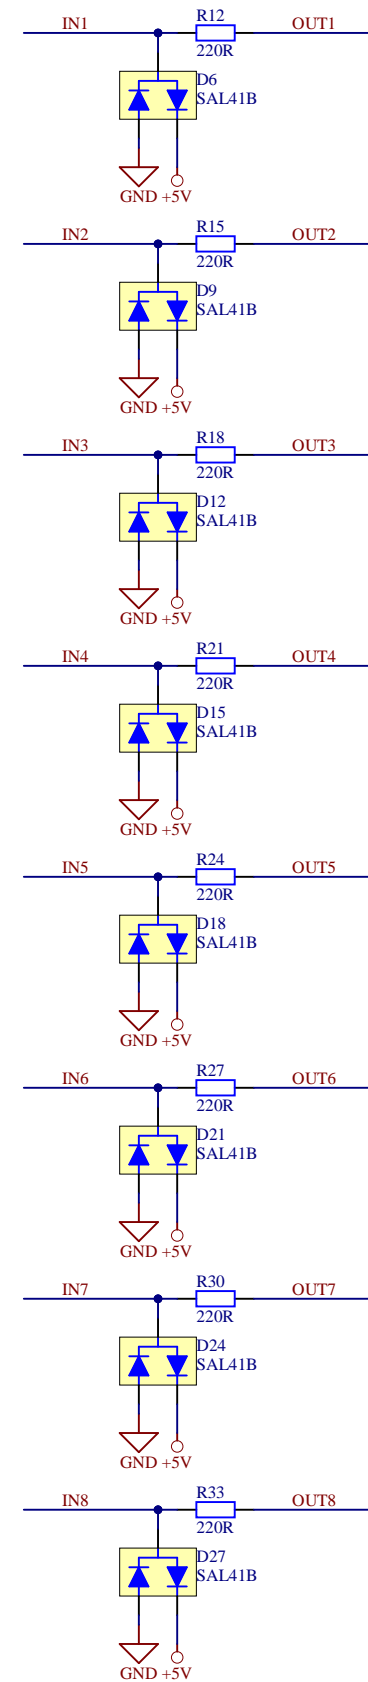 IN1 R12 OUT1
220R
D6
SAL41B
GND +5V
IN2 R15 OUT2
220R
D9
SAL41B
GND +5V
IN3 R18 OUT3
220R
D12
SAL41B
GND +5V
IN4 R21 OUT4
220R
D15
SAL41B
GND +5V
IN5 R24 OUT5
220R
D18
SAL41B
GND +5V
IN6 R27 OUT6
220R
D21
SAL41B
GND +5V
IN7 R30 OUT7
220R
D24
SAL41B
GND +5V
IN8 R33 OUT8
220R
D27
SAL41B
GND +5V